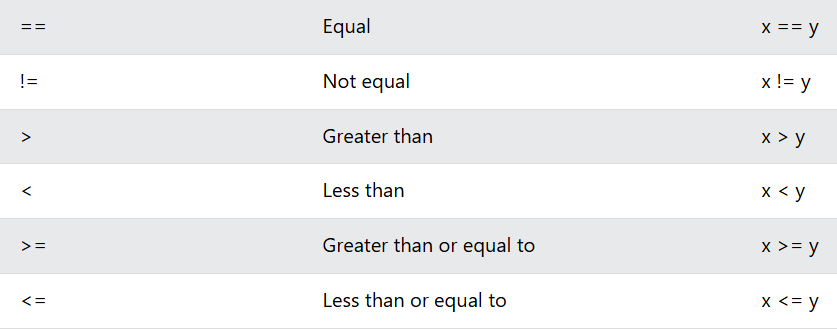 == Equal x == y
!= Not equal x != y
> Greater than x > y
< Less than x < y
>= Greater than or equal to x >= y
<= Less than or equal to x <= y